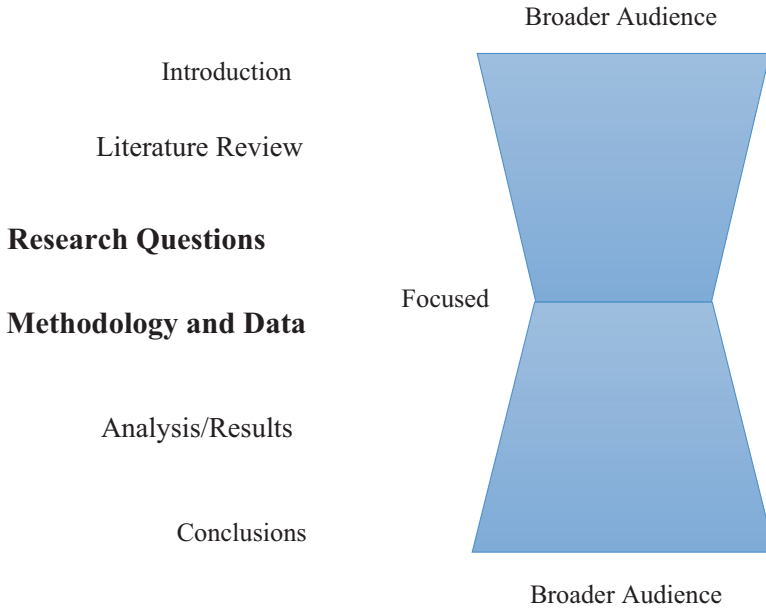 Broader Audience
Introduction
Literature Review
Research Questions
Focused
Methodology and Data
Analysis/Results
Conclusions
Broader Audience